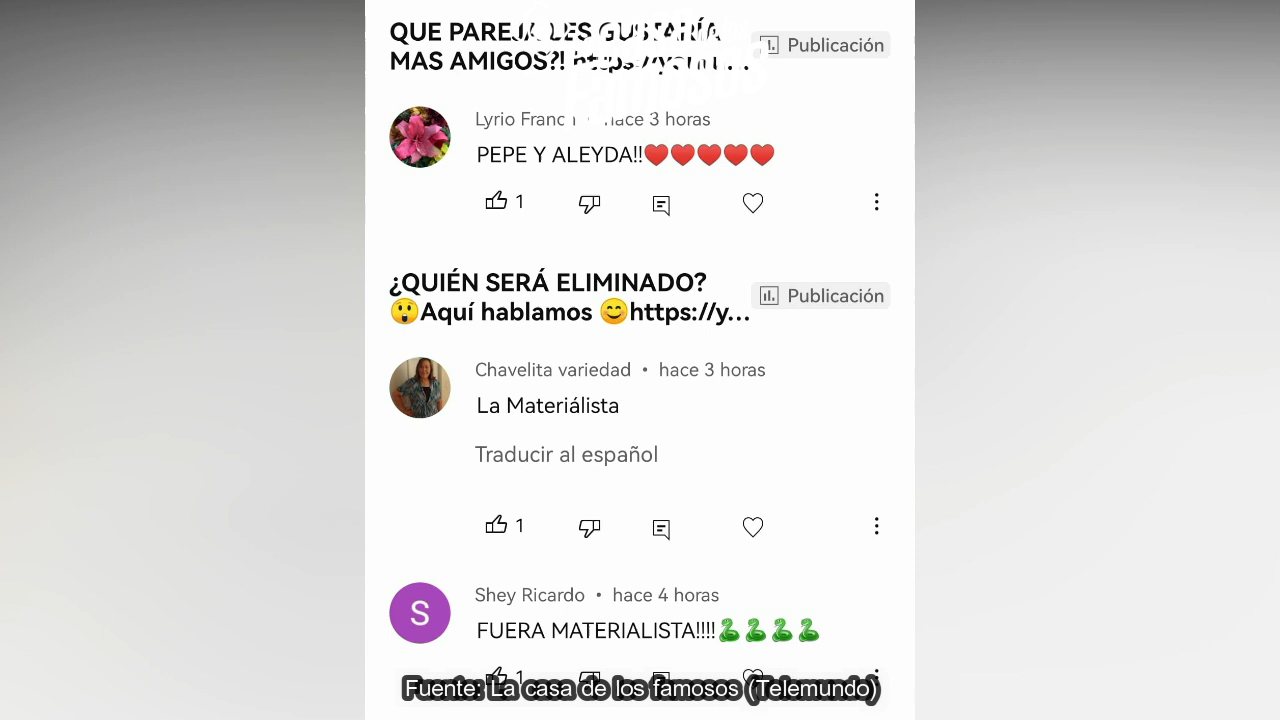 QUE PAREJA LES GUSTARÍA
MAS AMIGOS?! https://y
Publicación
Lyrio Franc hace 3 horas
PEPE Y ALEYDA!!❤️❤️❤️❤️❤️
1
¿QUIÉN SERÁ ELIMINADO?
😲Aquí hablamos 😊https://y...
Publicación
Chavelita variedad • hace 3 horas
La Materiálista
Traducir al español
1
S
Shey Ricardo • hace 4 horas
FUERA MATERIALISTA!!!!🐍🐍🐍🐍
1
Fuente: La casa de los famosos (Telemundo)